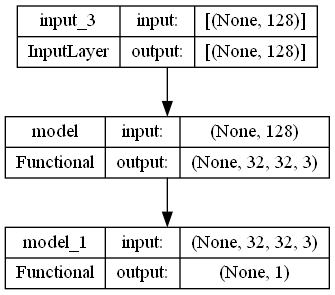 input_3 input: [(None, 128)]
InputLayer output: [(None, 128)]
model input: (None, 128)
Functional output: (None, 32, 32, 3)
model_1 input: (None, 32, 32, 3)
Functional output: (None, 1)